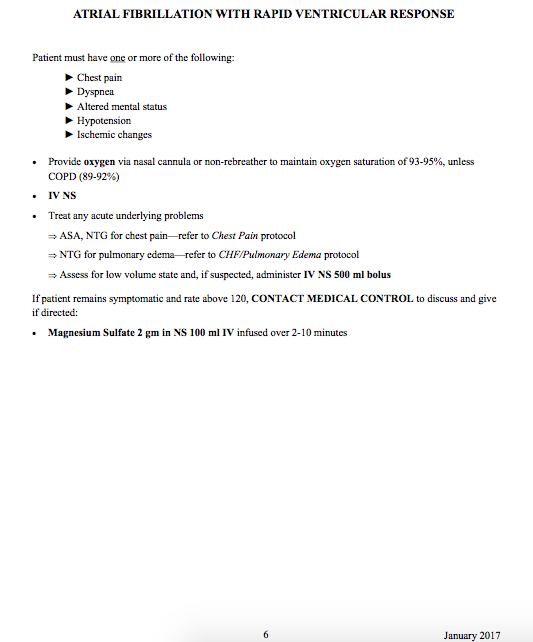 ATRIAL FIBRILLATION WITH RAPID VENTRICULAR RESPONSE
Patient must have one or more of the following:
► Chest pain
► Dyspnea
► Altered mental status
► Hypotension
► Ischemic changes
• Provide oxygen via nasal cannula or non-rebreather to maintain oxygen saturation of 93-95%, unless
COPD (89-92%)
• IV NS
• Treat any acute underlying problems
⇒ ASA, NTG for chest pain—refer to Chest Pain protocol
⇒ NTG for pulmonary edema—refer to CHF/Pulmonary Edema protocol
⇒ Assess for low volume state and, if suspected, administer IV NS 500 ml bolus
If patient remains symptomatic and rate above 120, CONTACT MEDICAL CONTROL to discuss and give
if directed:
• Magnesium Sulfate 2 gm in NS 100 ml IV infused over 2-10 minutes
6
January 2017